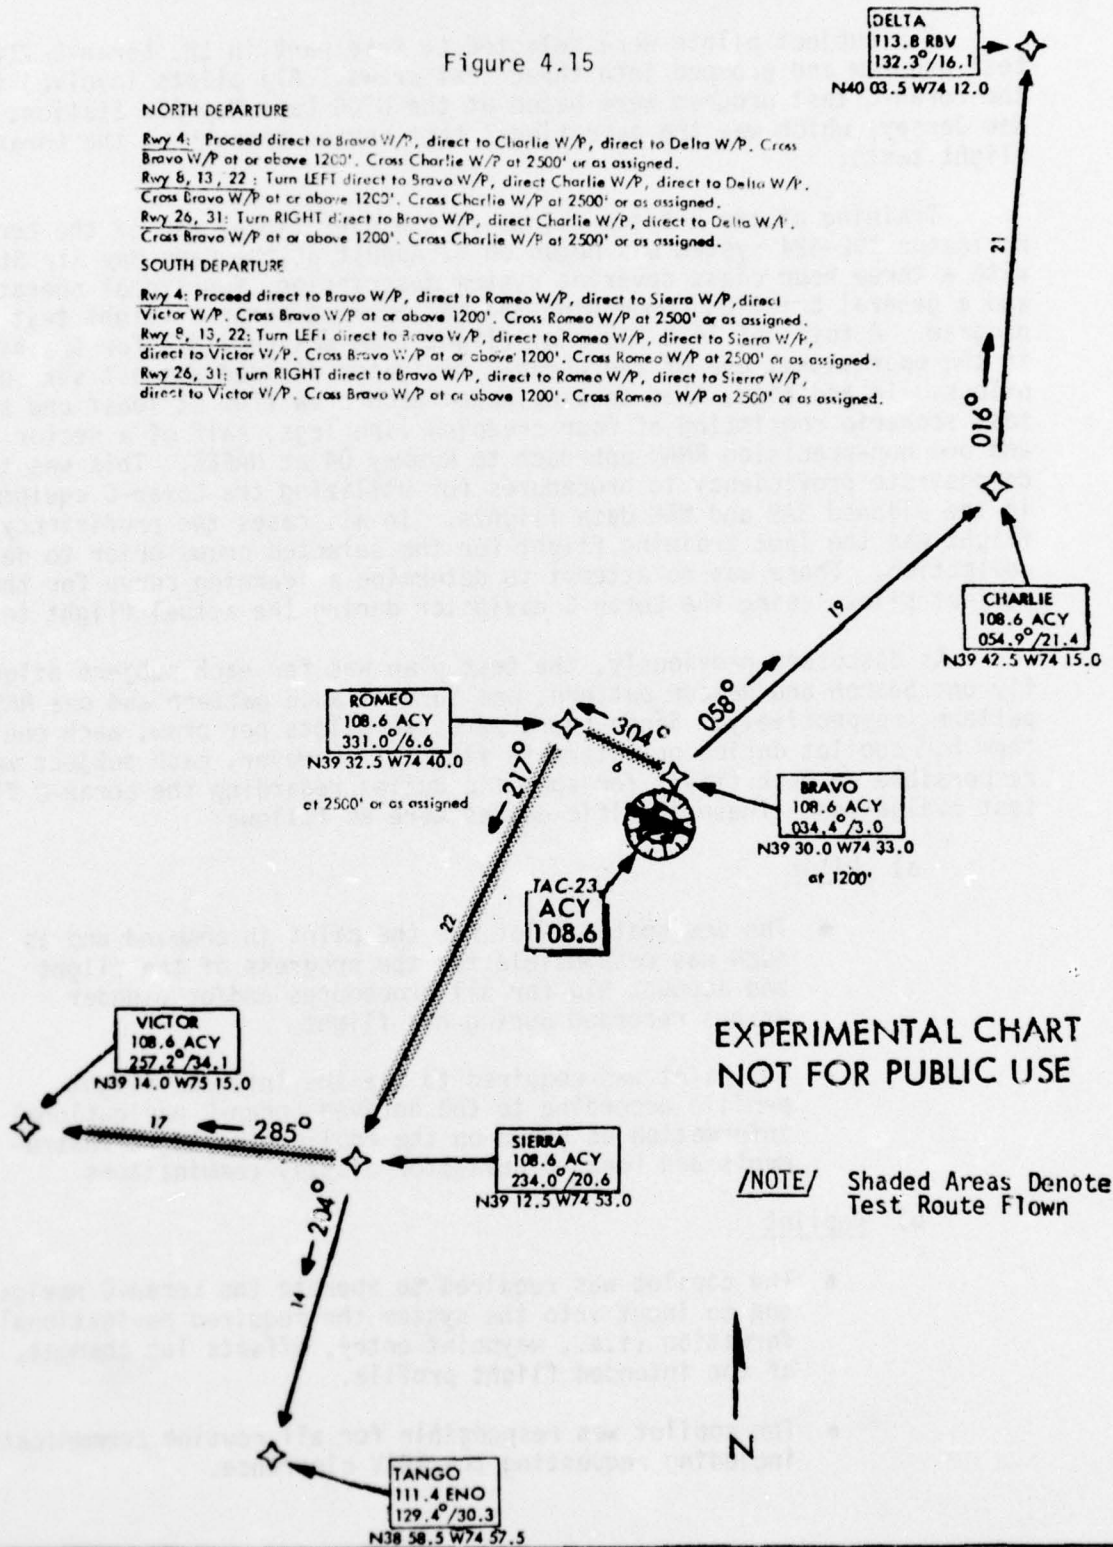 Figure 4.15
DELTA
113.8 RBV
132.3°/16.1
N40 03.5 W74 12.0
NORTH DEPARTURE
Rwy 4: Proceed direct to Bravo W/P, direct to Charlie W/P, direct to Delta W/P. Cross
Bravo W/P at or above 1200'. Cross Charlie W/P at 2500' or as assigned.
Rwy 8, 13, 22: Turn LEFT direct to Bravo W/P, direct Charlie W/P, direct to Delta W/P.
Cross Bravo W/P at or above 1200'. Cross Charlie W/P at 2500' or as assigned.
Rwy 26, 31: Turn RIGHT direct to Bravo W/P, direct Charlie W/P, direct to Delta W/P.
Cross Bravo W/P at or above 1200'. Cross Charlie W/P at 2500' or as assigned.
SOUTH DEPARTURE
Rwy 4: Proceed direct to Bravo W/P, direct to Romeo W/P, direct to Sierra W/P, direct
Victor W/P. Cross Bravo W/P at or above 1200'. Cross Romeo W/P at 2500' or as assigned.
Rwy 8, 13, 22: Turn LEFT direct to Bravo W/P, direct to Romeo W/P, direct to Sierra W/P,
direct to Victor W/P. Cross Bravo W/P at or above 1200'. Cross Romeo W/P at 2500' or as assigned.
Rwy 26, 31: Turn RIGHT direct to Bravo W/P, direct to Romeo W/P, direct to Sierra W/P,
direct to Victor W/P. Cross Bravo W/P at or above 1200'. Cross Romeo W/P at 2500' or as assigned.
21
016°
CHARLIE
108.6 ACY
054.9°/21.4
N39 42.5 W74 15.0
19
058°
ROMEO
108.6 ACY
331.0°/6.6
N39 32.5 W74 40.0
at 2500' or as assigned
304°
6
217°
BRAVO
108.6 ACY
034.4°/3.0
N39 30.0 W74 33.0
at 1200'
TAC-23
ACY
108.6
22
VICTOR
108.6 ACY
257.2°/34.1
N39 14.0 W75 15.0
EXPERIMENTAL CHART
NOT FOR PUBLIC USE
17
285°
SIERRA
108.6 ACY
234.0°/20.6
N39 12.5 W74 53.0
/NOTE/ Shaded Areas Denote
Test Route Flown
204°
14
N
TANGO
111.4 ENO
129.4°/30.3
N38 58.5 W74 57.5